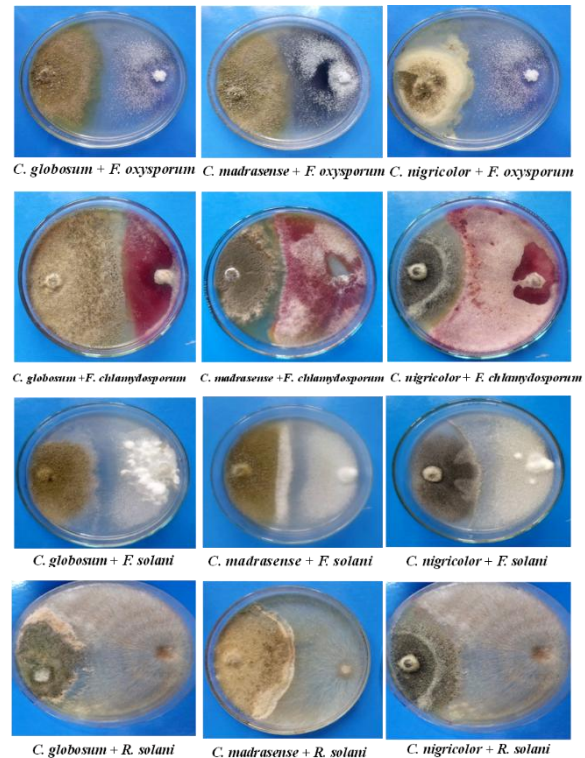 C. globosum + F. oxysporum
C. madrasense + F. oxysporum
C. nigricolor + F. oxysporum
C. globosum +F. chlamydosporum
C. madrasense +F. chlamydosporum
C. nigricolor + F. chlamydosporum
C. globosum + F. solani
C. madrasense + F. solani
C. nigricolor + F. solani
C. globosum + R. solani
C. madrasense + R. solani
C. nigricolor + R. solani